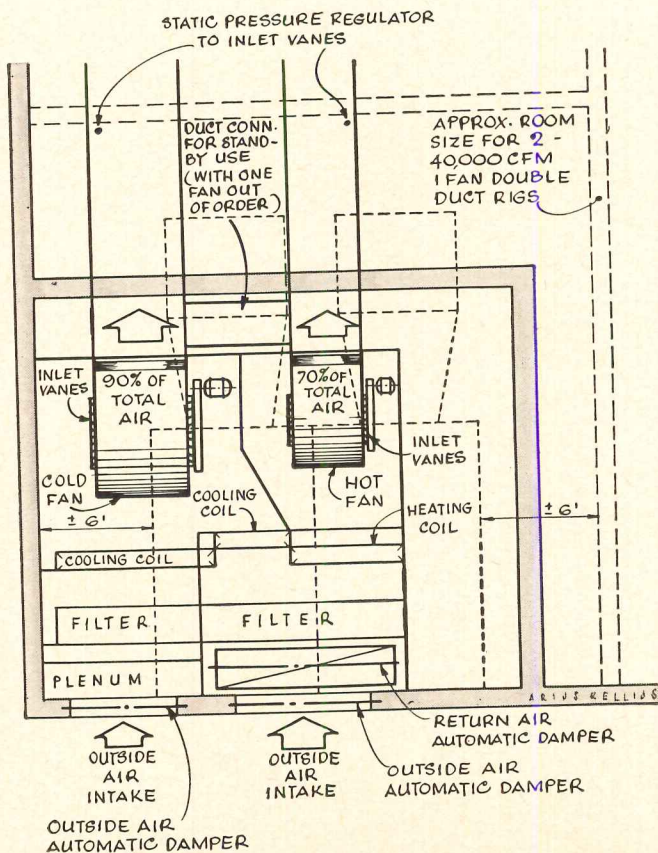 STATIC PRESSURE REGULATOR
TO INLET VANES
DUCT CONN.
FOR STAND-
BY USE
(WITH ONE
FAN OUT
OF ORDER)
APPROX. ROOM
SIZE FOR 2 -
40,000 CFM
1 FAN DOUBLE
DUCT RIGS
INLET
VANES
90% OF
TOTAL
AIR
70% OF
TOTAL
AIR
INLET
VANES
COLD
FAN
HOT
FAN
COOLING
COIL
HEATING
COIL
± 6'
± 6'
COOLING COIL
FILTER
FILTER
PLENUM
ARIUS KELLING
RETURN AIR
AUTOMATIC DAMPER
OUTSIDE
AIR
INTAKE
OUTSIDE
AIR
INTAKE
OUTSIDE AIR
AUTOMATIC DAMPER
OUTSIDE AIR
AUTOMATIC DAMPER